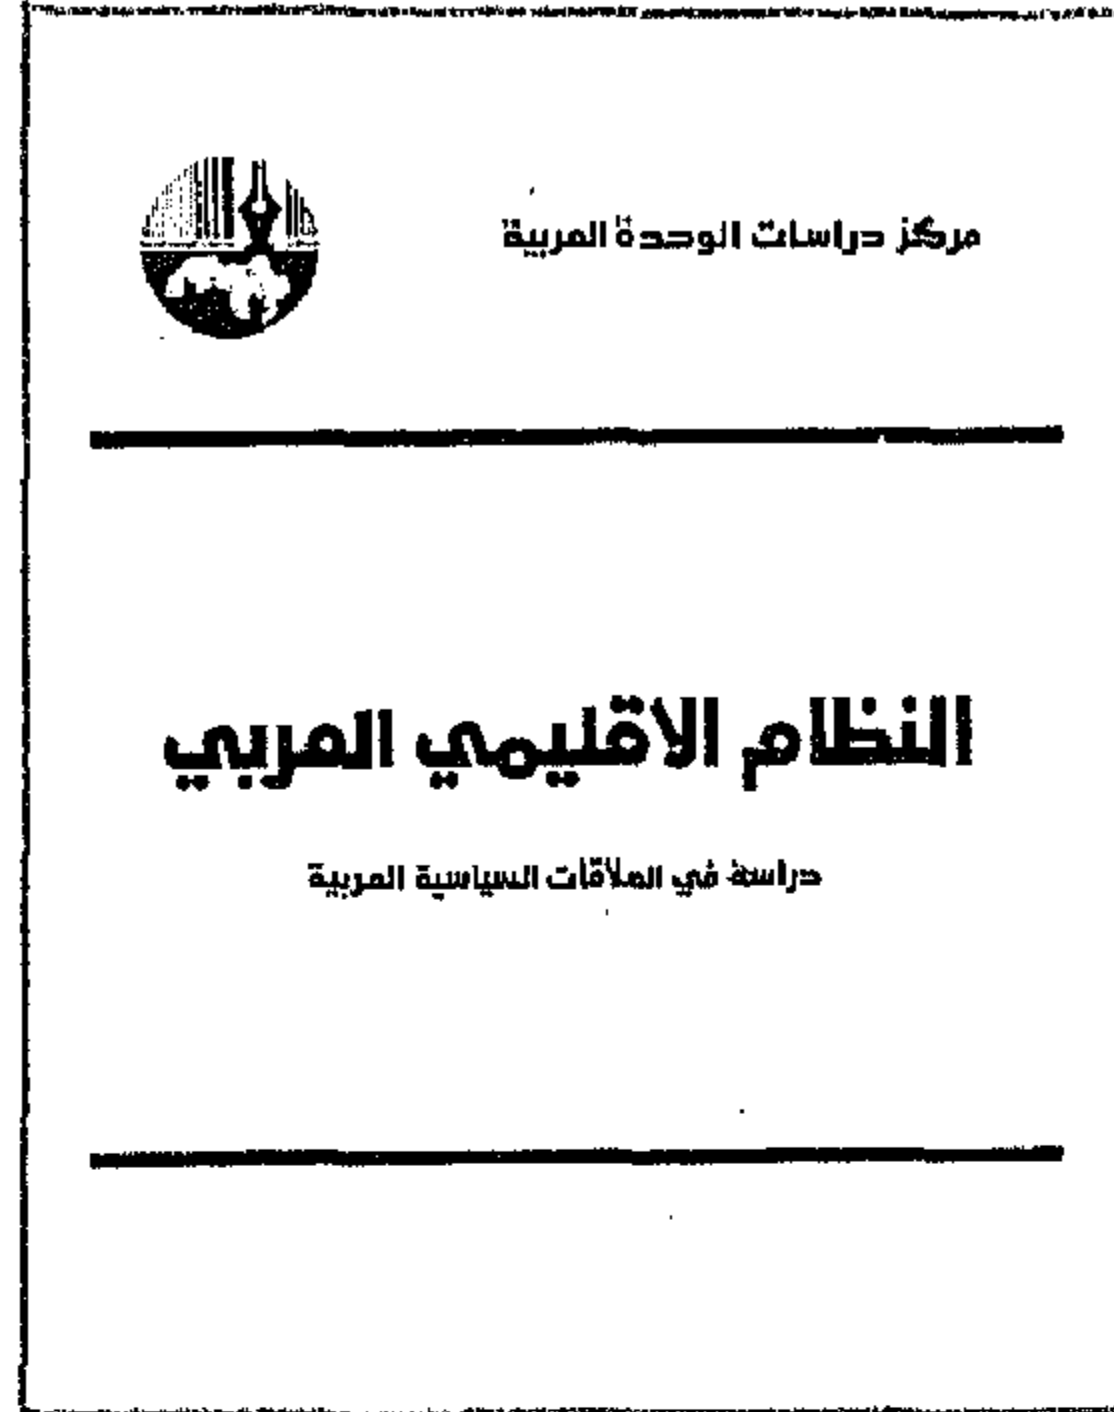 مركز دراسات الوحدة العربية
النظام الاقليمي العربي
دراسة في العلاقات السياسية العربية